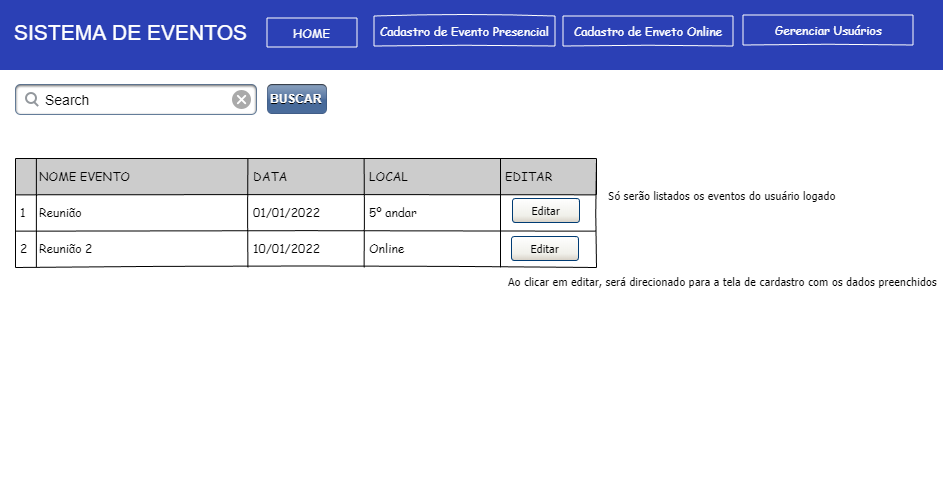 SISTEMA DE EVENTOS
HOME
Cadastro de Evento Presencial
Cadastro de Enveto Online
Gerenciar Usuários
Search
BUSCAR
NOME EVENTO DATA LOCAL EDITAR
1 Reunião 01/01/2022 5º andar Editar
Só serão listados os eventos do usuário logado
2 Reunião 2 10/01/2022 Online Editar
Ao clicar em editar, será direcionado para a tela de cardastro com os dados preenchidos